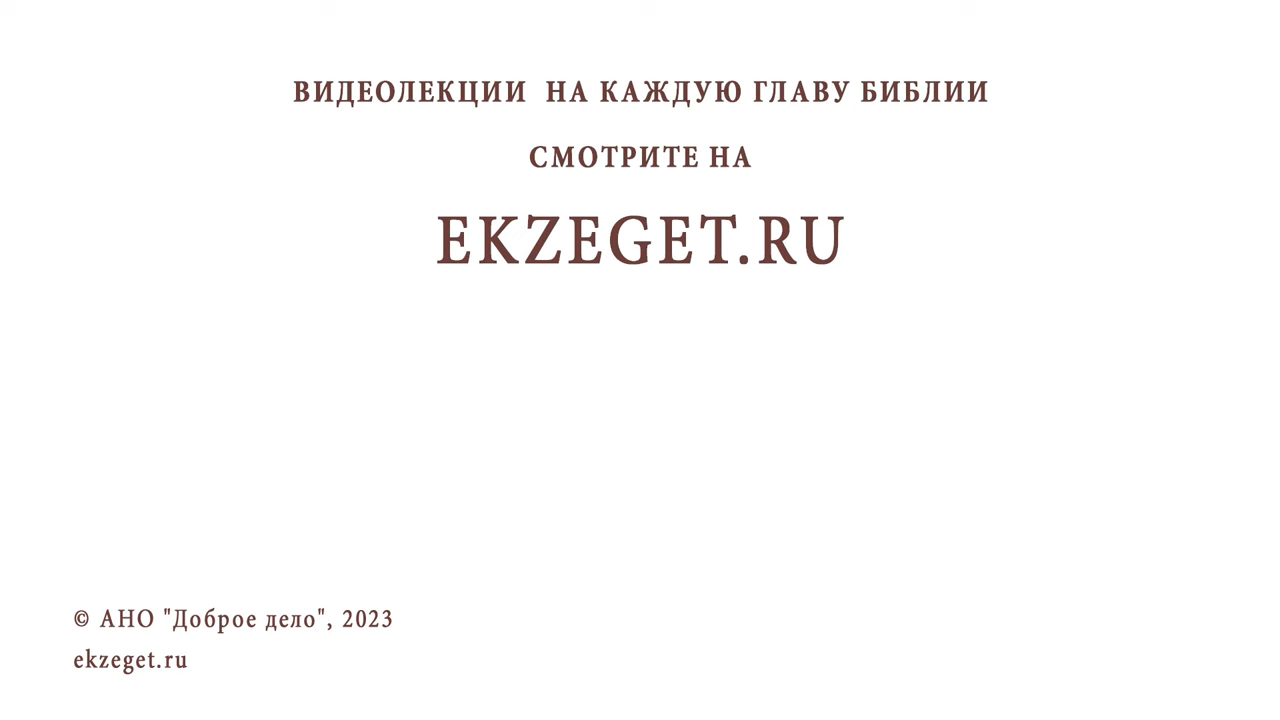 ВИДЕОЛЕКЦИИ НА КАЖДУЮ ГЛАВУ БИБЛИИ
СМОТРИТЕ НА
EKZEGET.RU
© АНО "Доброе дело", 2023
ekzeget.ru